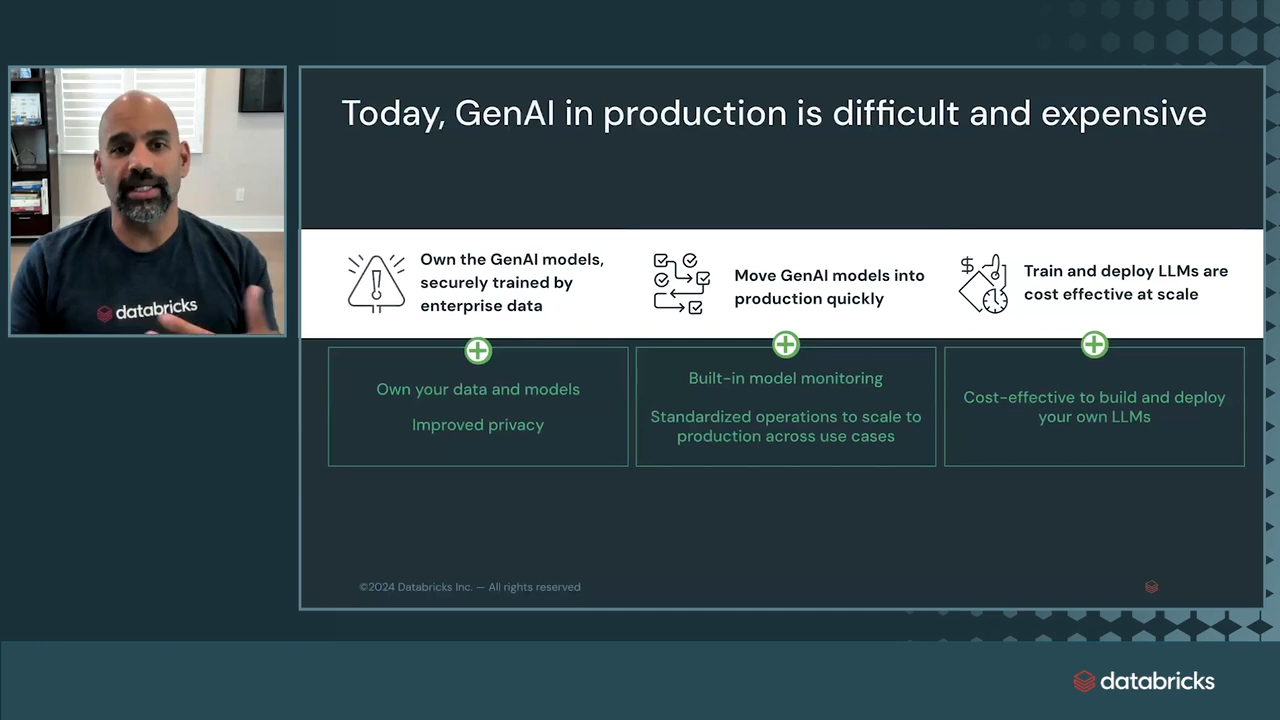 Today, GenAI in production is difficult and expensive
Own the GenAI models,
securely trained by
enterprise data
Move GenAI models into
production quickly
$
Train and deploy LLMs are
cost effective at scale
Own your data and models
Improved privacy
Built-in model monitoring
Standardized operations to scale to
production across use cases
Cost-effective to build and deploy
your own LLMs
©2024 Databricks Inc. — All rights reserved
databricks
databricks